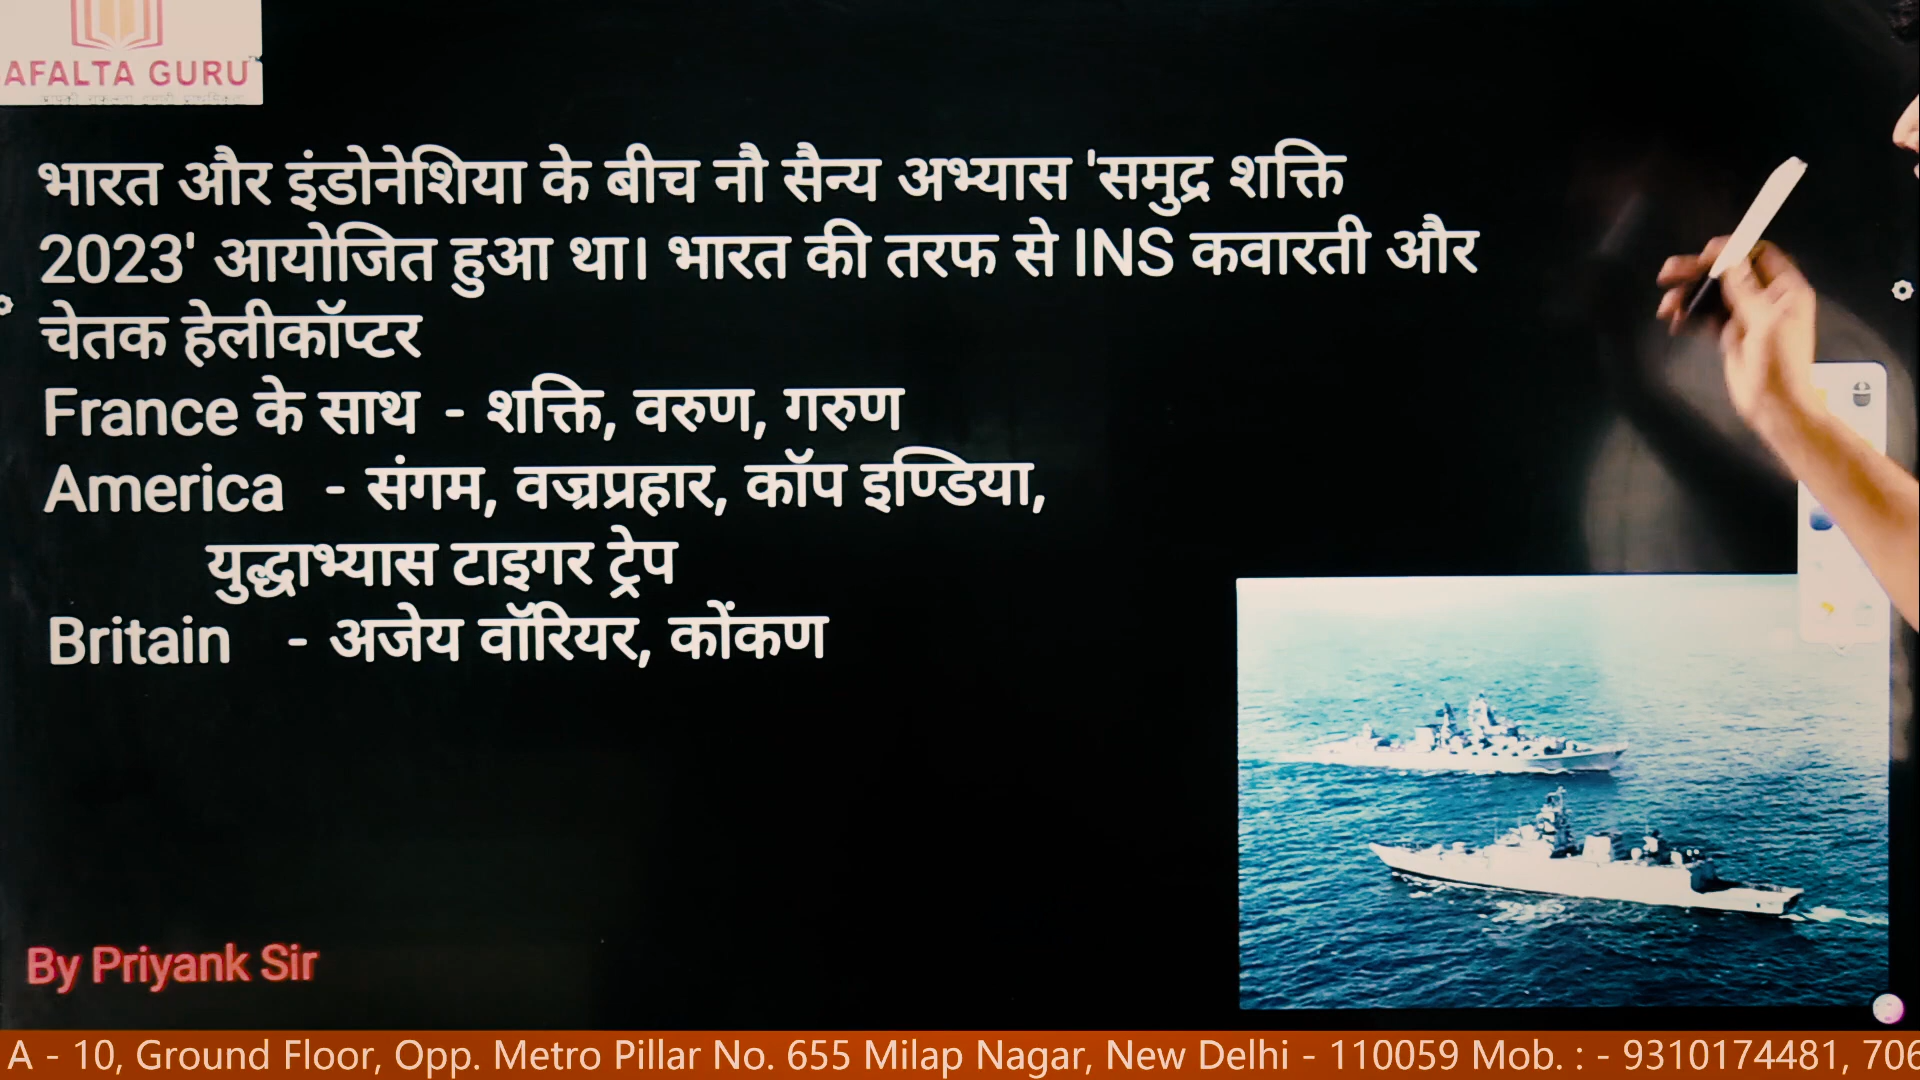 AFALTA GURU
भारत और इंडोनेशिया के बीच नौ सैन्य अभ्यास 'समुद्र शक्ति
2023' आयोजित हुआ था। भारत की तरफ से INS कवारती और
चेतक हेलीकॉप्टर
France के साथ - शक्ति, वरुण, गरुण
America - संगम, वज्रप्रहार, कॉप इण्डिया,
युद्धाभ्यास टाइगर ट्रेप
Britain - अजेय वॉरियर, कोंकण
By Priyank Sir
A - 10, Ground Floor, Opp. Metro Pillar No. 655 Milap Nagar, New Delhi - 110059 Mob. : - 9310174481, 706